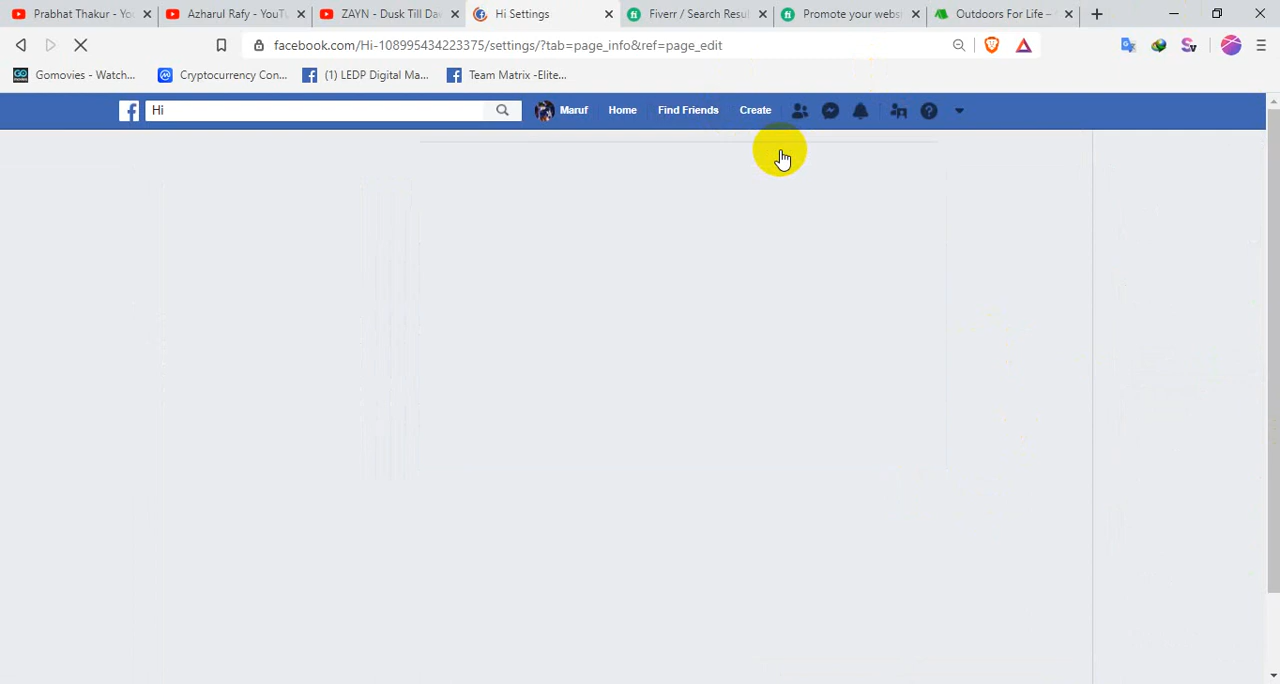 Prabhat Thakur - Yo
Azharul Rafy - YouTu
ZAYN - Dusk Till Da
Hi Settings
Fiverr / Search Resul
Promote your webs
Outdoors For Life –
facebook.com/Hi-108995434223375/settings/?tab=page_info&ref=page_edit
Gomovies - Watch...
Cryptocurrency Con...
(1) LEDP Digital Ma...
Team Matrix -Elite...
Hi
Maruf
Home
Find Friends
Create